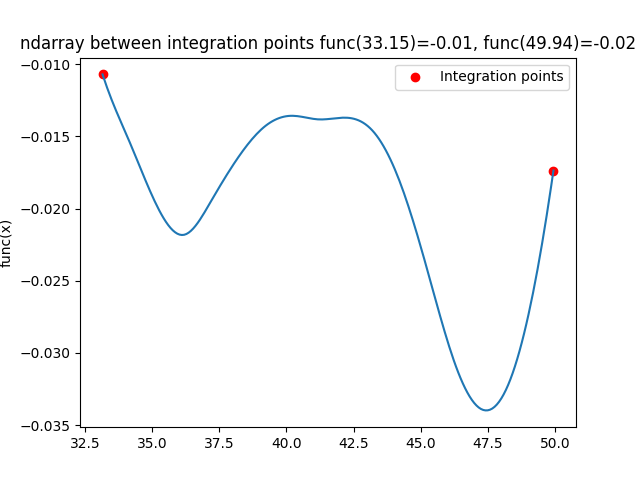 ndarray between integration points func(33.15)=-0.01, func(49.94)=-0.02
Integration points
func(x)
−0.010
−0.015
−0.020
−0.025
−0.030
−0.035
32.5 35.0 37.5 40.0 42.5 45.0 47.5 50.0